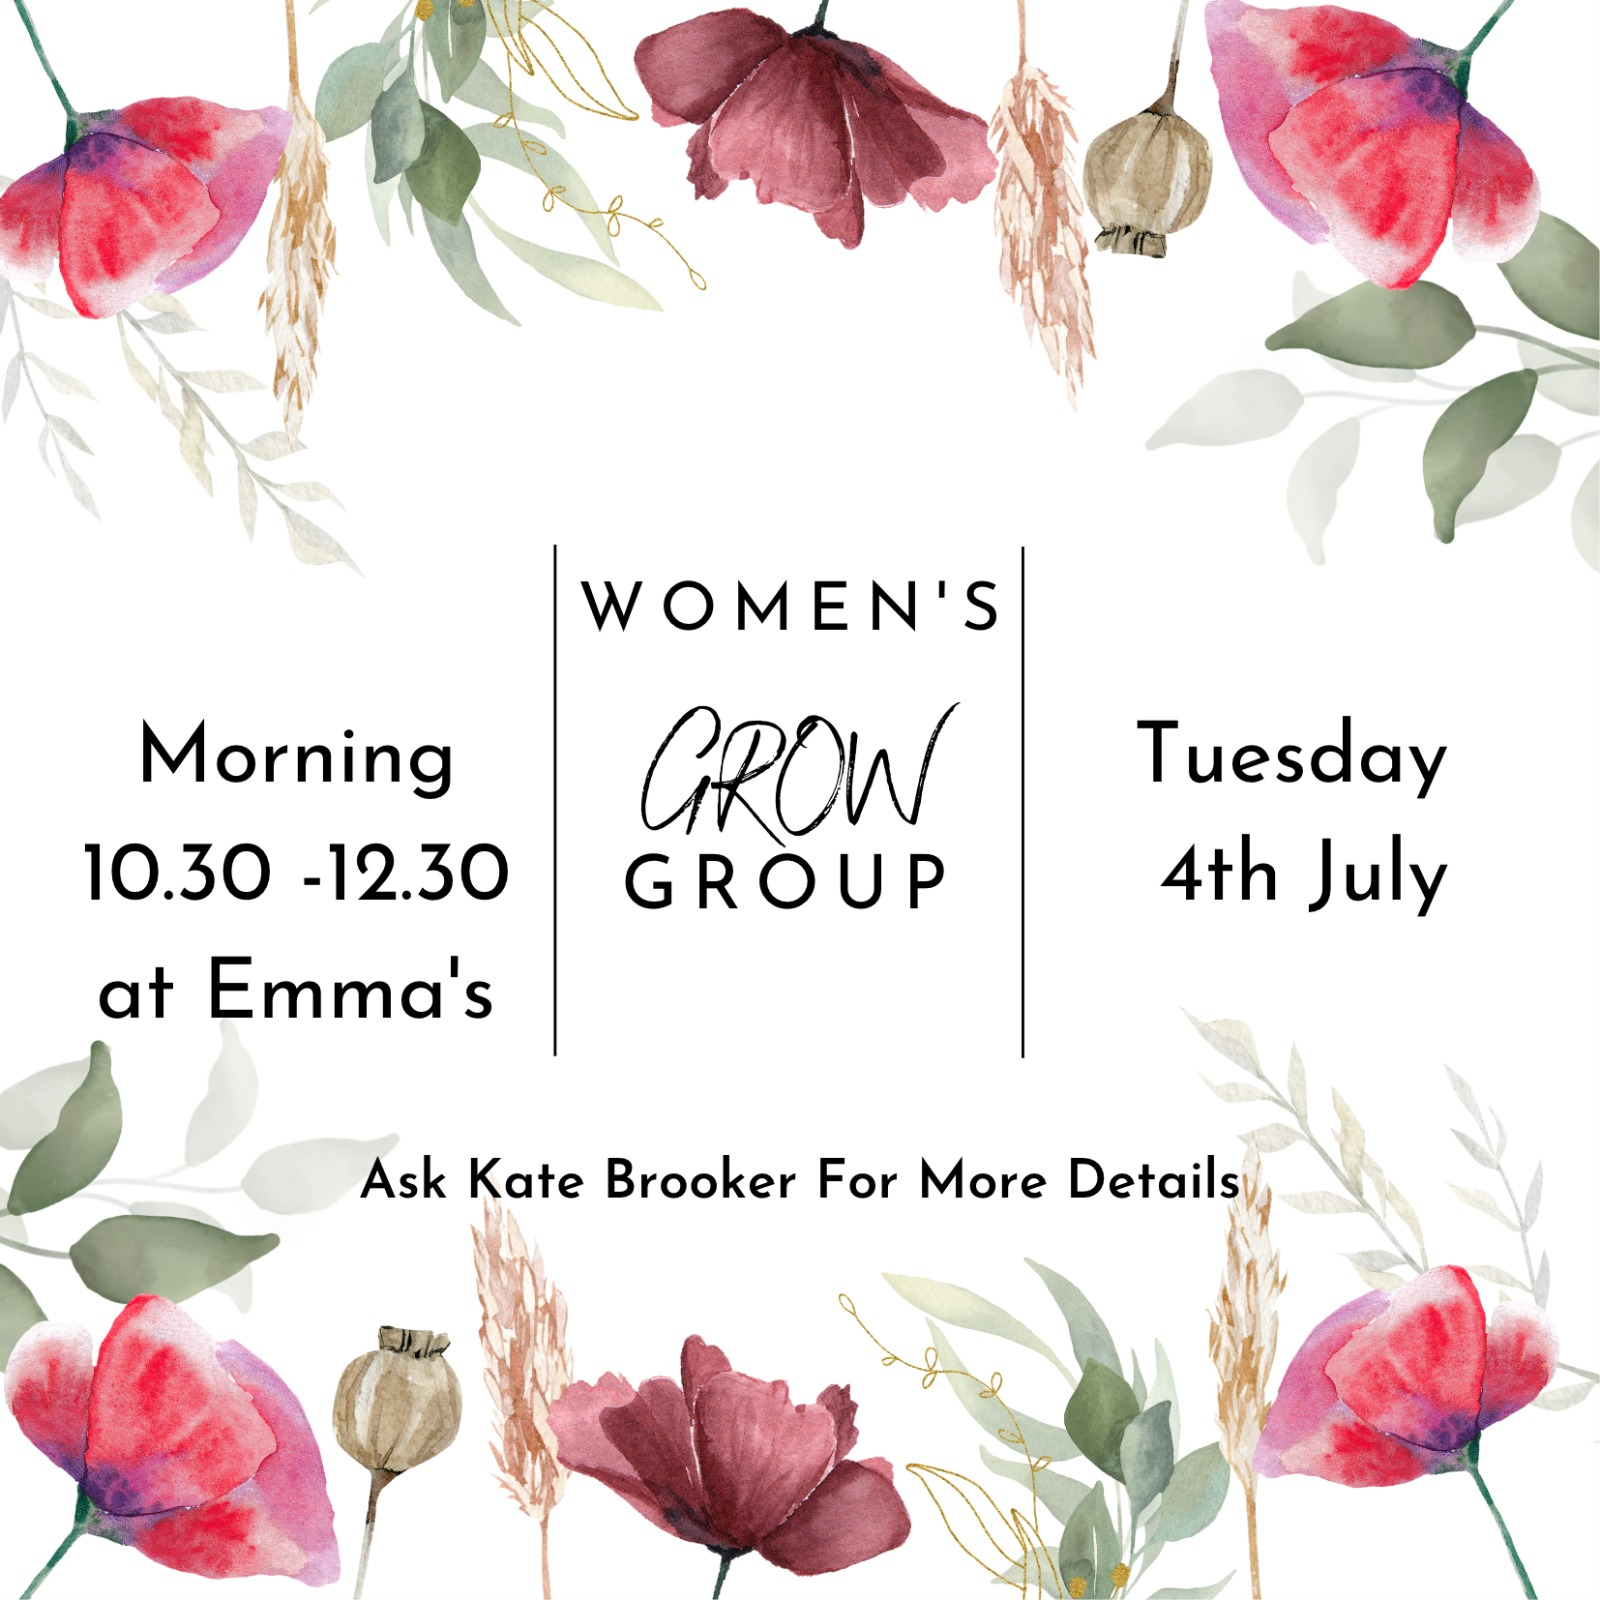 WOMEN'S
GROW
GROUP
Morning
10.30 -12.30
at Emma's
Tuesday
4th July
Ask Kate Brooker For More Details